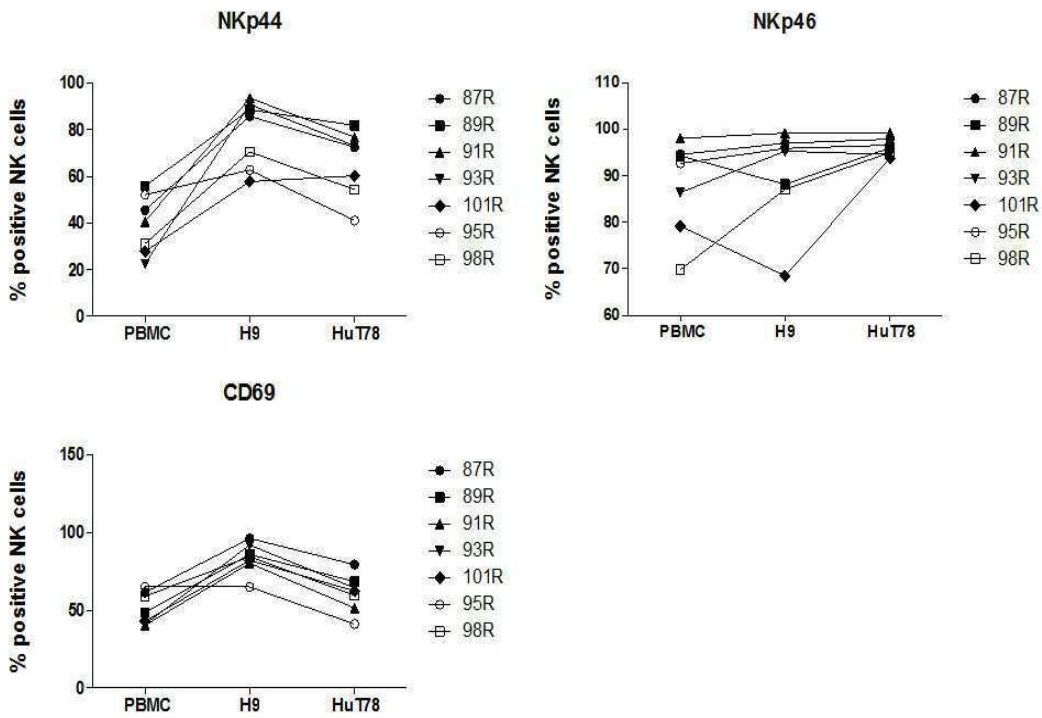 NKp44
% positive NK cells
100
80
60
40
20
0
PBMC H9 HuT78
87R
89R
91R
93R
101R
95R
98R
NKp46
% positive NK cells
110
100
90
80
70
60
PBMC H9 HuT78
87R
89R
91R
93R
101R
95R
98R
CD69
% positive NK cells
150
100
50
0
PBMC H9 HuT78
87R
89R
91R
93R
101R
95R
98R